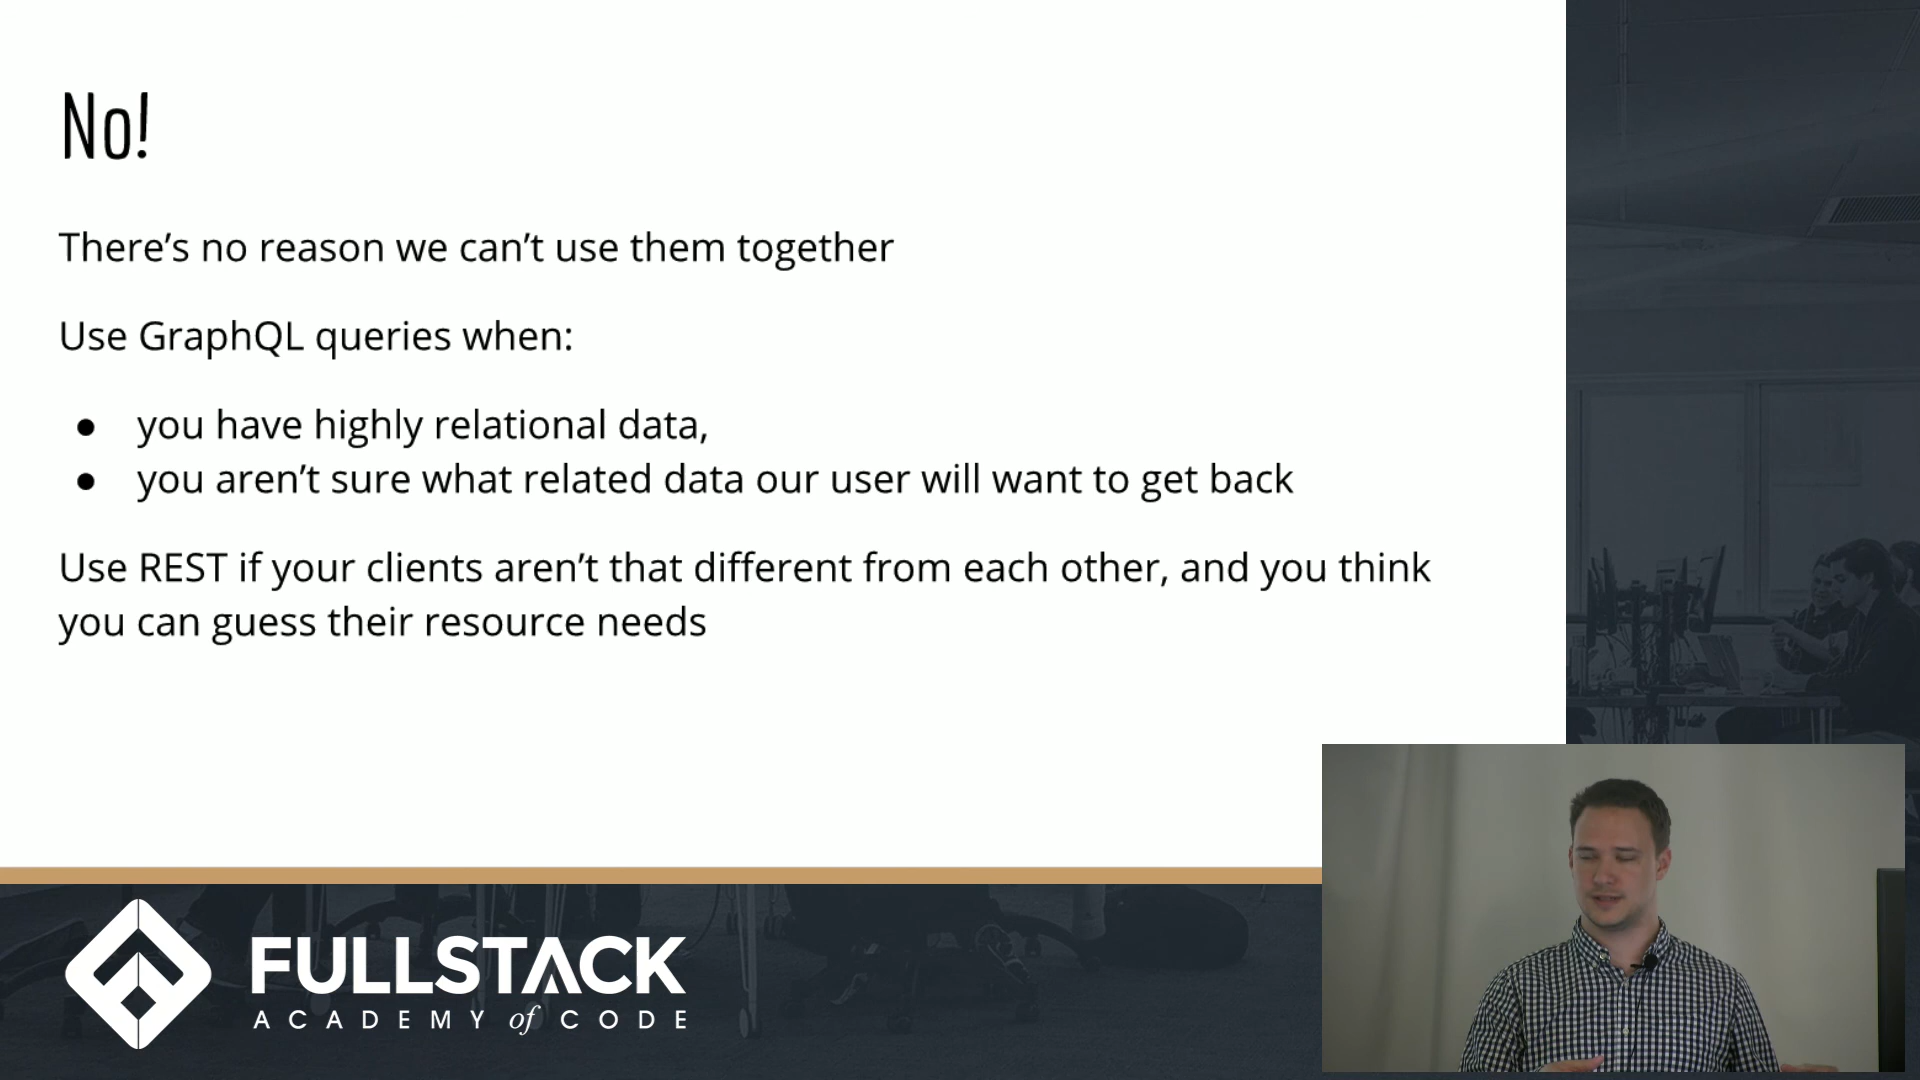 No!
There’s no reason we can’t use them together
Use GraphQL queries when:
● you have highly relational data,
● you aren’t sure what related data our user will want to get back
Use REST if your clients aren’t that different from each other, and you think
you can guess their resource needs
FULLSTACK
ACADEMY of CODE